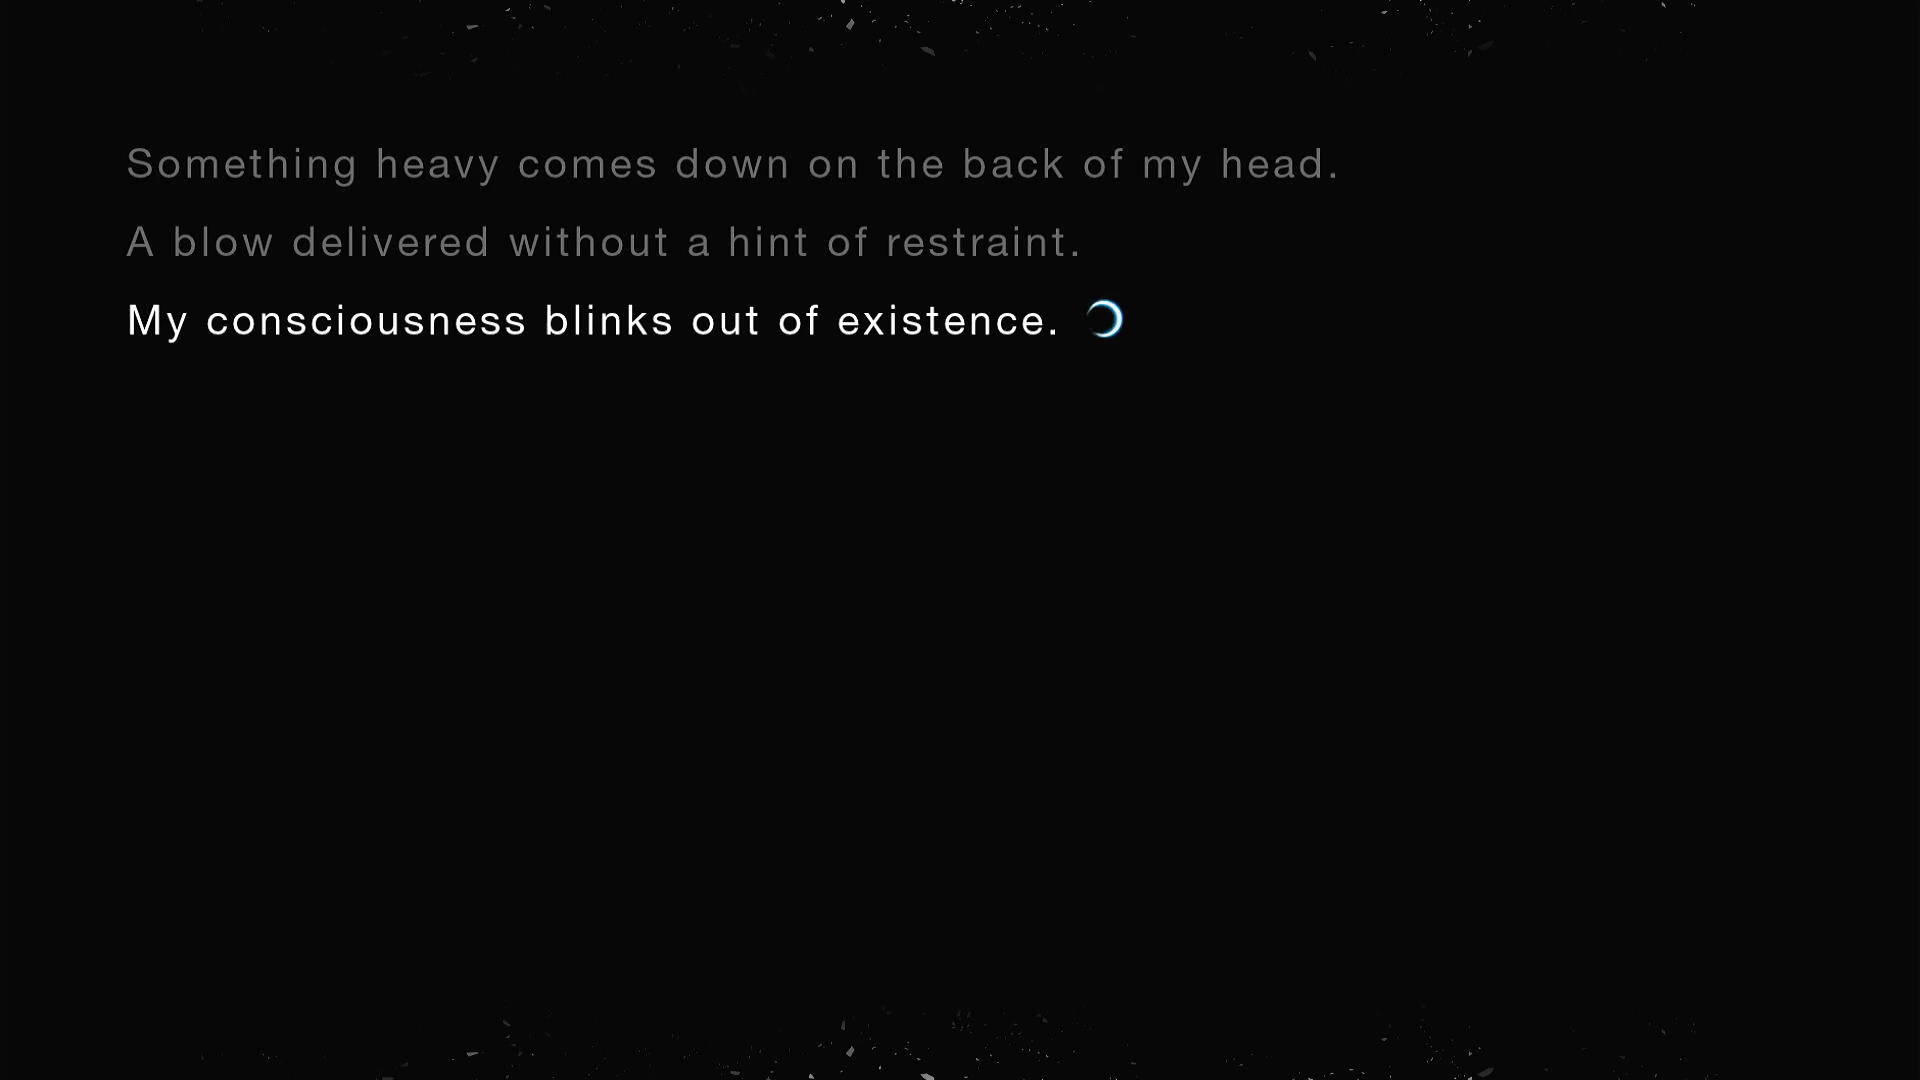 Something heavy comes down on the back of my head.
A blow delivered without a hint of restraint.
My consciousness blinks out of existence.